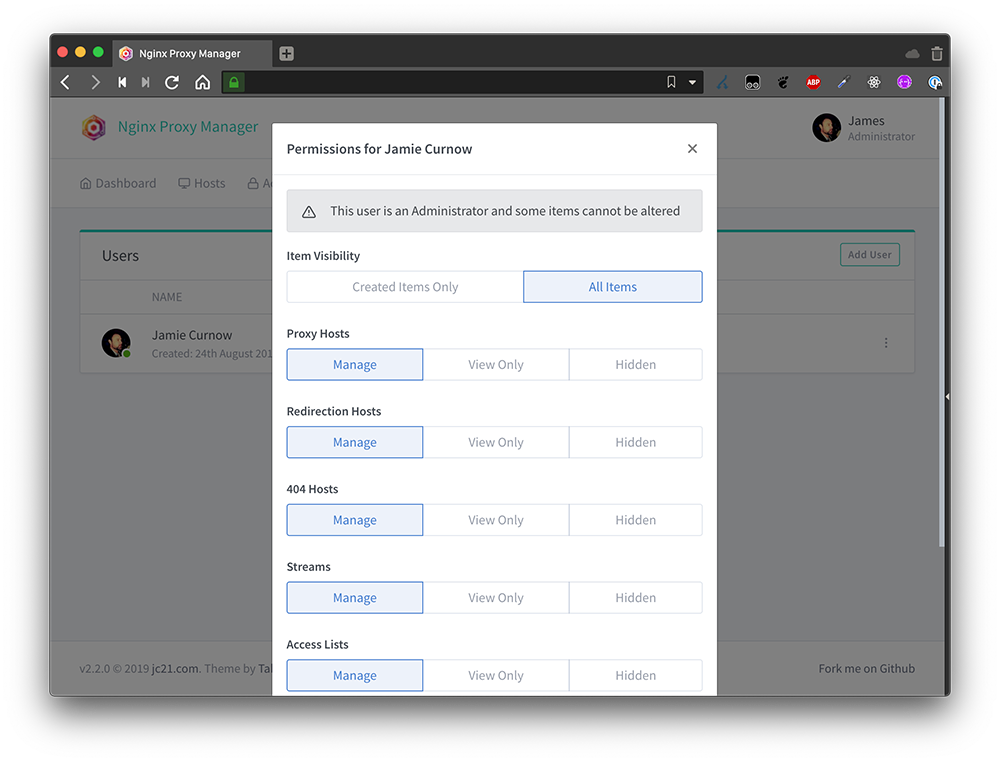 Nginx Proxy Manager
ABP
Nginx Proxy Manager
James
Administrator
Dashboard
Hosts
Permissions for Jamie Curnow
This user is an Administrator and some items cannot be altered
Users
Add User
NAME
Jamie Curnow
Created: 24th August
Item Visibility
Created Items Only
All Items
Proxy Hosts
Manage
View Only
Hidden
Redirection Hosts
Manage
View Only
Hidden
404 Hosts
Manage
View Only
Hidden
Streams
Manage
View Only
Hidden
Access Lists
Manage
View Only
Hidden
v2.2.0 © 2019 jc21.com. Theme by
Fork me on Github